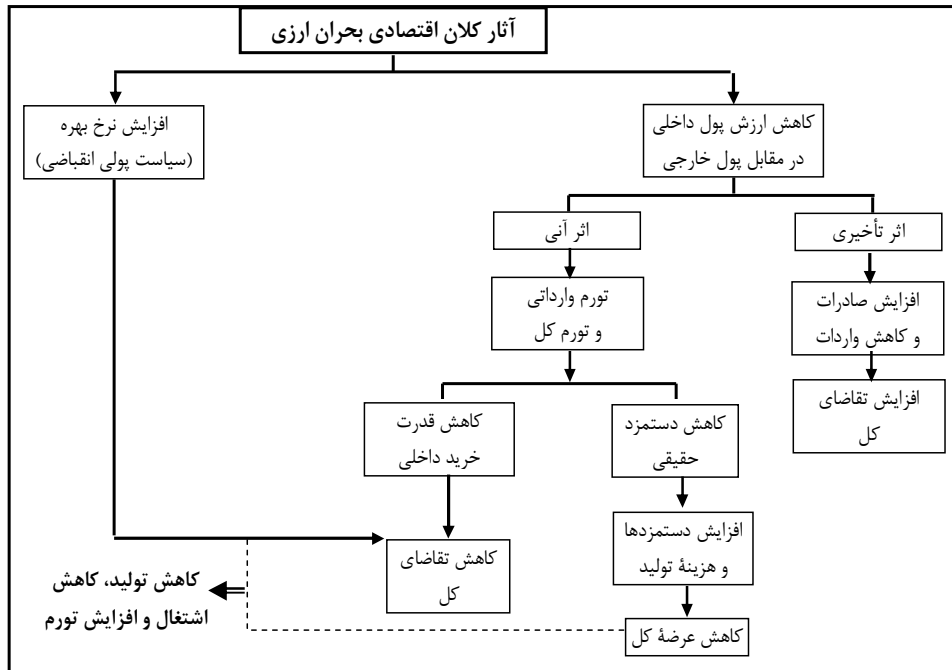 آثار کلان اقتصادی بحران ارزی
کاهش ارزش پول داخلی
در مقابل پول خارجی
افزایش نرخ بهره
(سیاست پولی انقباضی)
اثر تأخیری
اثر آنی
افزایش صادرات
و کاهش واردات
تورم وارداتی
و تورم کل
افزایش تقاضای
کل
کاهش دستمزد
حقیقی
کاهش قدرت
خرید داخلی
افزایش دستمزدها
و هزینۀ تولید
کاهش تقاضای
کل
کاهش تولید، کاهش
اشتغال و افزایش تورم
کاهش عرضۀ کل